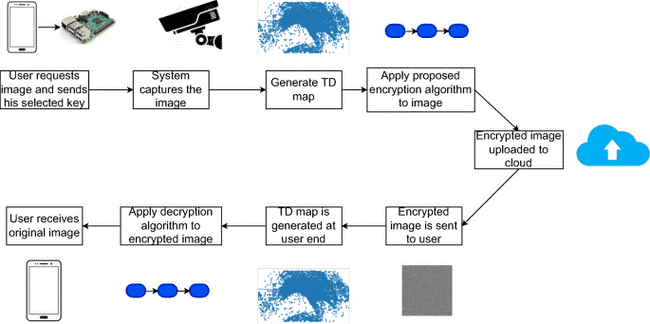 User requests
image and sends
his selected key
System
captures the
image
Generate TD
map
Apply proposed
encryption algorithm
to image
Encrypted image
uploaded to
cloud
User receives
original image
Apply decryption
algorithm to
encrypted image
TD map is
generated at
user end
Encrypted
image is sent
to user